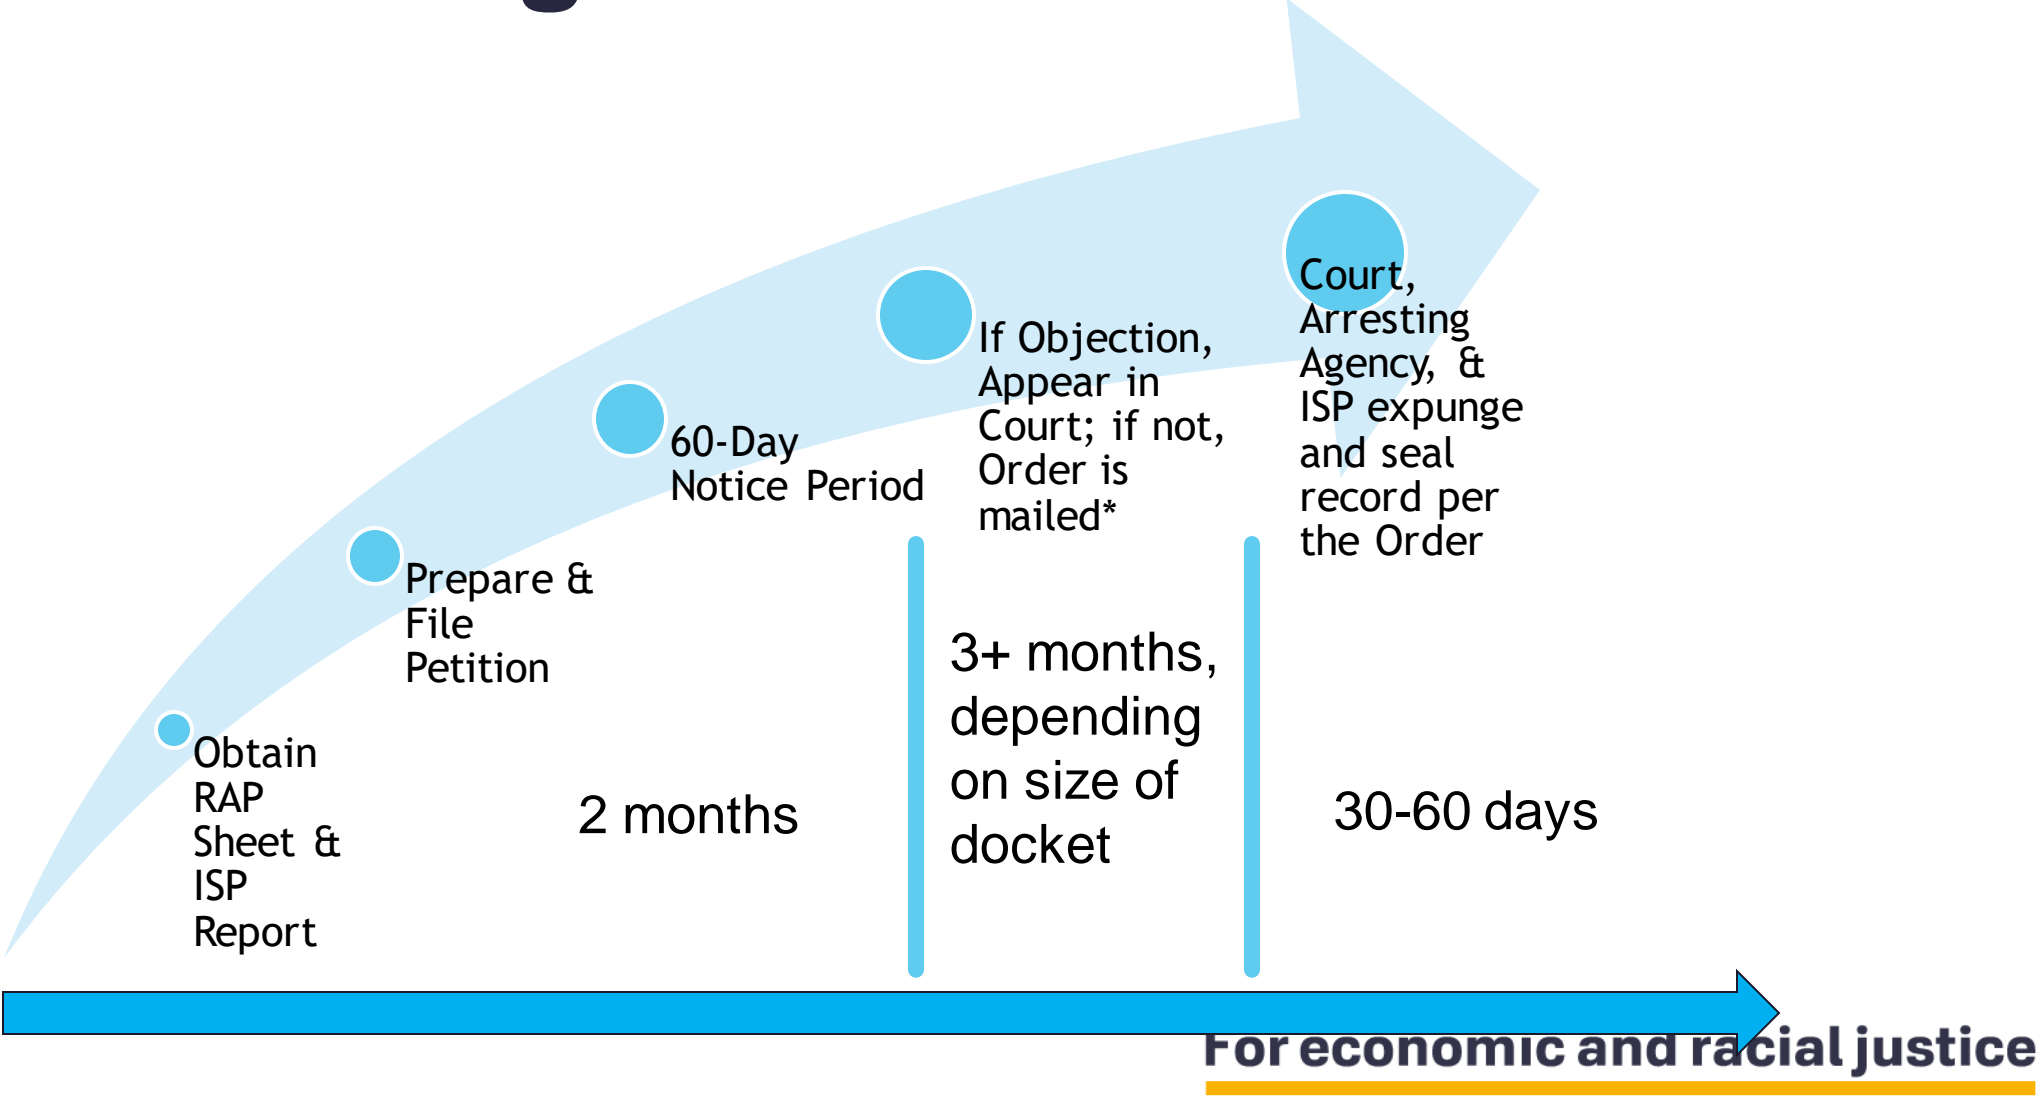 Obtain
RAP
Sheet &
ISP
Report
Prepare &
File
Petition
60-Day
Notice Period
If Objection,
Appear in
Court; if not,
Order is
mailed*
Court,
Arresting
Agency, &
ISP expunge
and seal
record per
the Order
2 months
3+ months,
depending
on size of
docket
30-60 days
For economic and racial justice